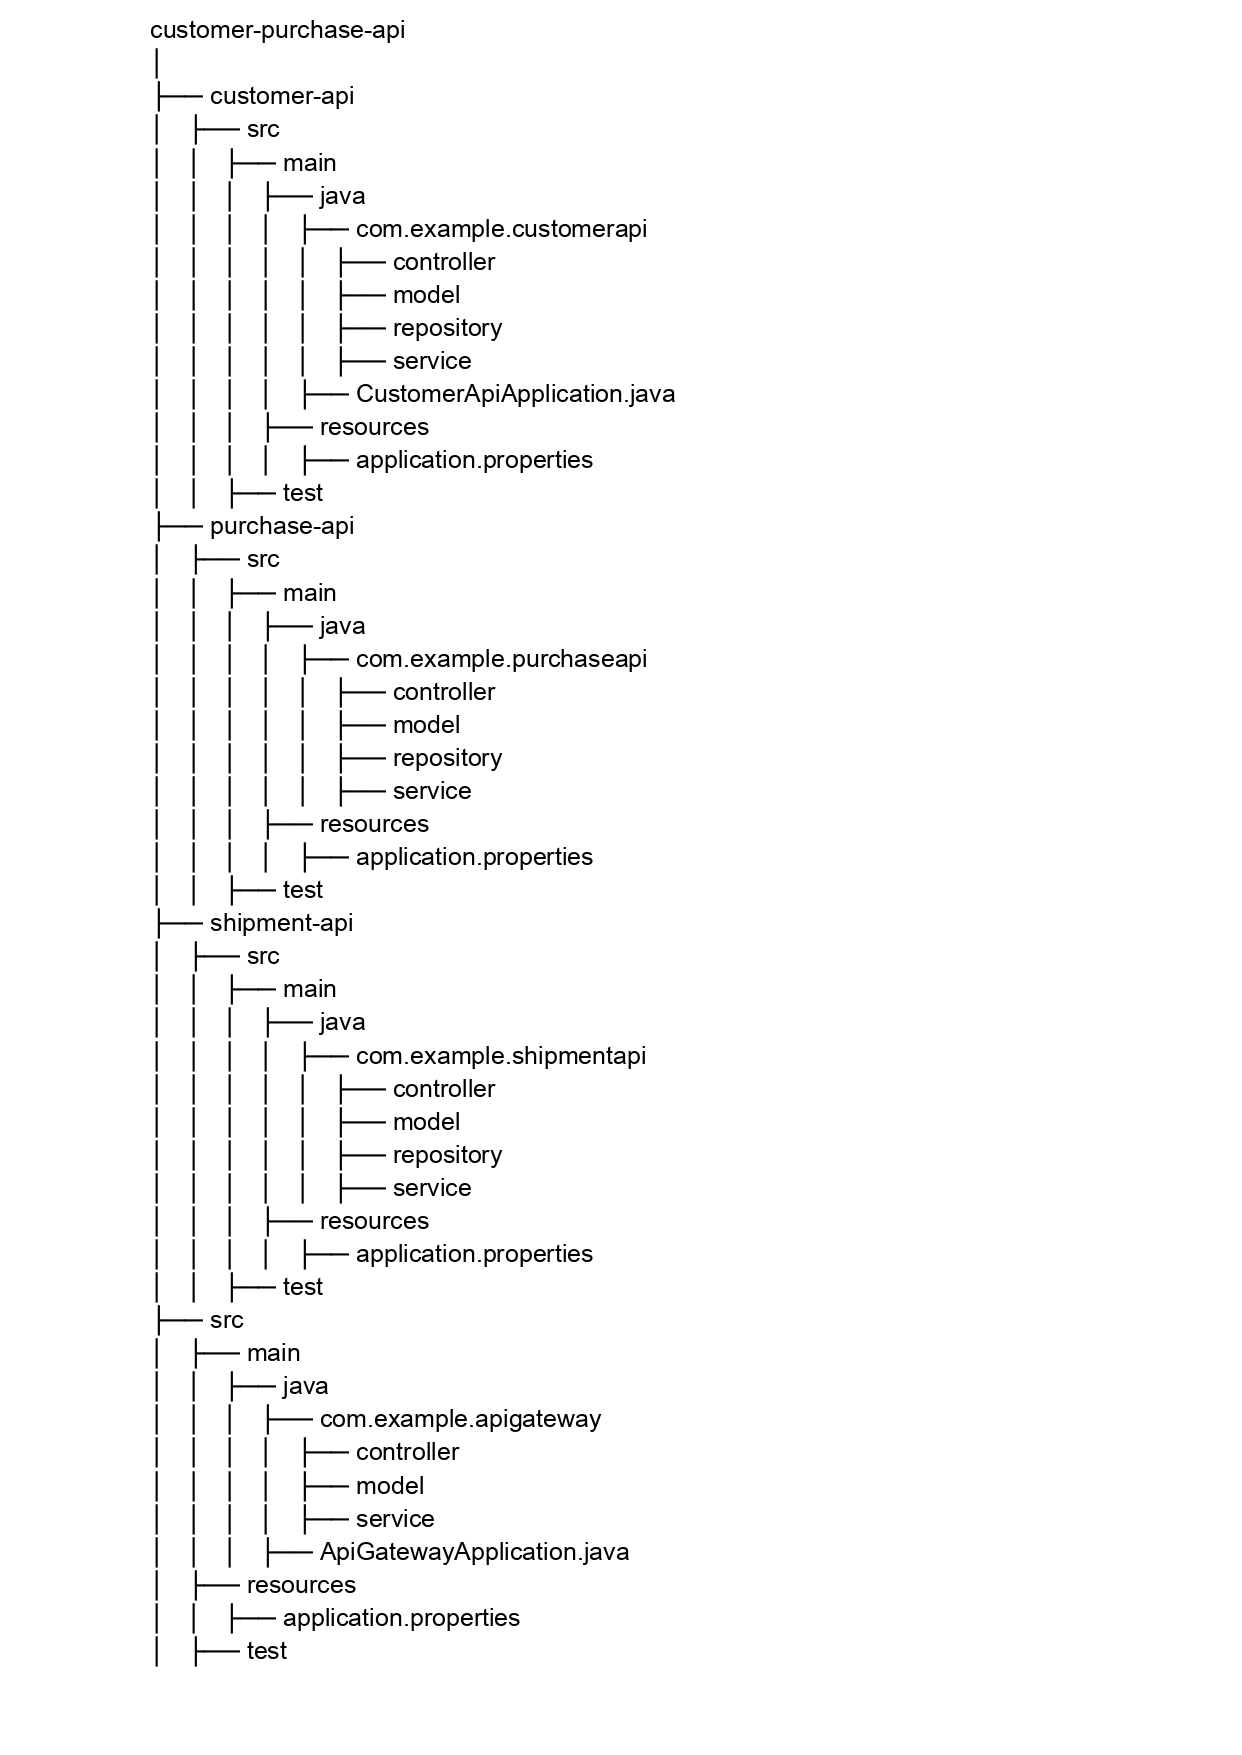 customer-purchase-api
│
├── customer-api
│   ├── src
│   │   ├── main
│   │   │   ├── java
│   │   │   │   ├── com.example.customerapi
│   │   │   │   │   ├── controller
│   │   │   │   │   ├── model
│   │   │   │   │   ├── repository
│   │   │   │   │   ├── service
│   │   │   │   ├── CustomerApiApplication.java
│   │   │   ├── resources
│   │   │   │   ├── application.properties
│   │   ├── test
├── purchase-api
│   ├── src
│   │   ├── main
│   │   │   ├── java
│   │   │   │   ├── com.example.purchaseapi
│   │   │   │   │   ├── controller
│   │   │   │   │   ├── model
│   │   │   │   │   ├── repository
│   │   │   │   │   ├── service
│   │   │   ├── resources
│   │   │   │   ├── application.properties
│   │   ├── test
├── shipment-api
│   ├── src
│   │   ├── main
│   │   │   ├── java
│   │   │   │   ├── com.example.shipmentapi
│   │   │   │   │   ├── controller
│   │   │   │   │   ├── model
│   │   │   │   │   ├── repository
│   │   │   │   │   ├── service
│   │   │   ├── resources
│   │   │   │   ├── application.properties
│   │   ├── test
├── src
│   ├── main
│   │   ├── java
│   │   │   ├── com.example.apigateway
│   │   │   │   ├── controller
│   │   │   │   ├── model
│   │   │   │   ├── service
│   │   │   ├── ApiGatewayApplication.java
│   ├── resources
│   │   ├── application.properties
│   ├── test